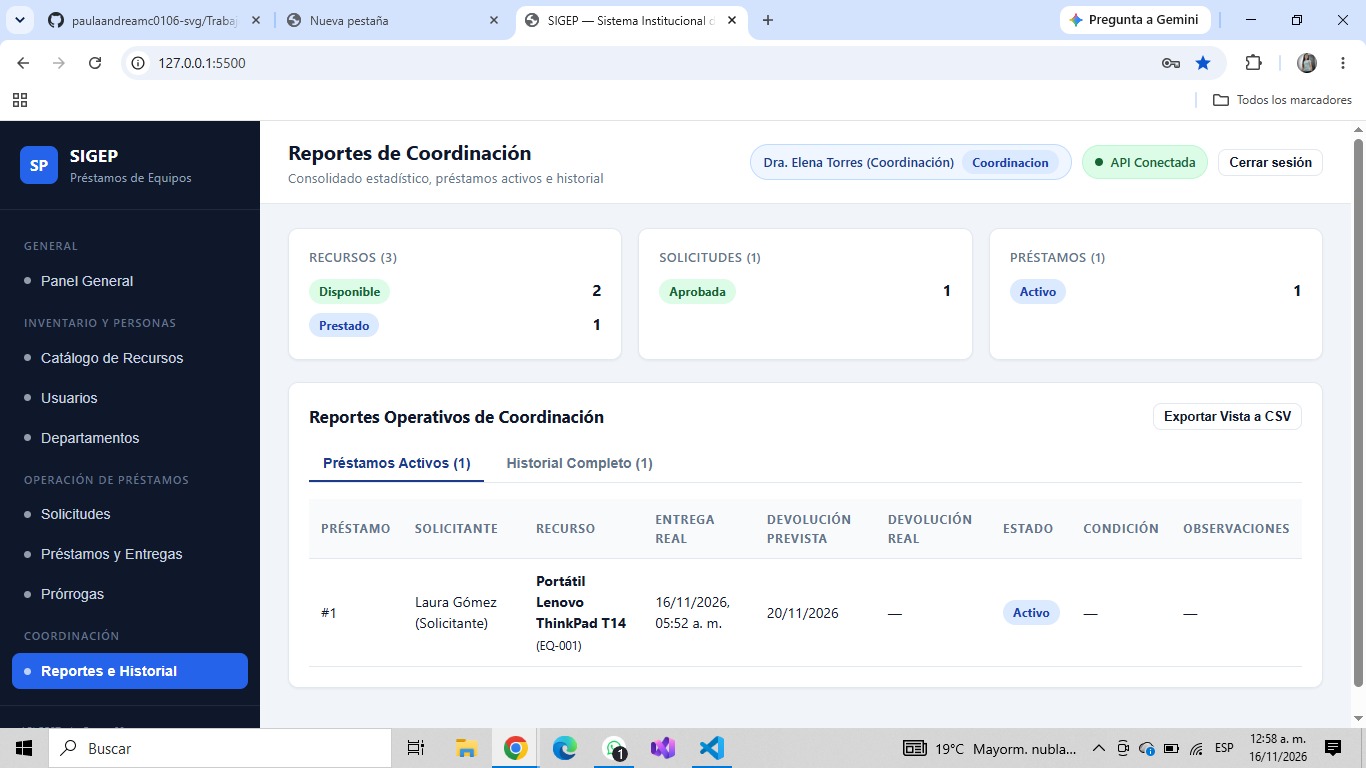 paulaandreamc0106-svg/Traba
Nueva pestaña
SIGEP — Sistema Institucional d
Pregunta a Gemini
127.0.0.1:5500
Todos los marcadores
SP
SIGEP
Préstamos de Equipos
GENERAL
Panel General
INVENTARIO Y PERSONAS
Catálogo de Recursos
Usuarios
Departamentos
OPERACIÓN DE PRÉSTAMOS
Solicitudes
Préstamos y Entregas
Prórrogas
COORDINACIÓN
Reportes e Historial
Reportes de Coordinación
Consolidado estadístico, préstamos activos e historial
Dra. Elena Torres (Coordinación) Coordinacion
API Conectada
Cerrar sesión
RECURSOS (3)
Disponible 2
Prestado 1
SOLICITUDES (1)
Aprobada 1
PRÉSTAMOS (1)
Activo 1
Reportes Operativos de Coordinación
Exportar Vista a CSV
Préstamos Activos (1) Historial Completo (1)
PRÉSTAMO
SOLICITANTE
RECURSO
ENTREGA
REAL
DEVOLUCIÓN
PREVISTA
DEVOLUCIÓN
REAL
ESTADO
CONDICIÓN
OBSERVACIONES
#1
Laura Gómez
(Solicitante)
Portátil
Lenovo
ThinkPad T14
(EQ-001)
16/11/2026,
05:52 a. m.
20/11/2026
—
Activo
—
—
Buscar
1
19°C Mayorm. nubla...
ESP
12:58 a. m.
16/11/2026